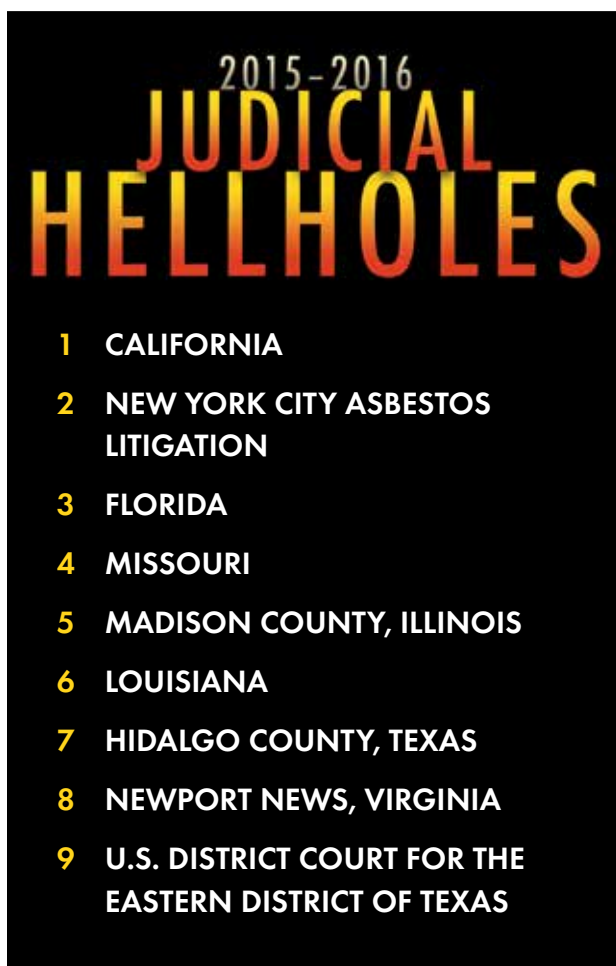 2015–2016
JUDICIAL
HELLHOLES
1 CALIFORNIA
2 NEW YORK CITY ASBESTOS
LITIGATION
3 FLORIDA
4 MISSOURI
5 MADISON COUNTY, ILLINOIS
6 LOUISIANA
7 HIDALGO COUNTY, TEXAS
8 NEWPORT NEWS, VIRGINIA
9 U.S. DISTRICT COURT FOR THE
EASTERN DISTRICT OF TEXAS